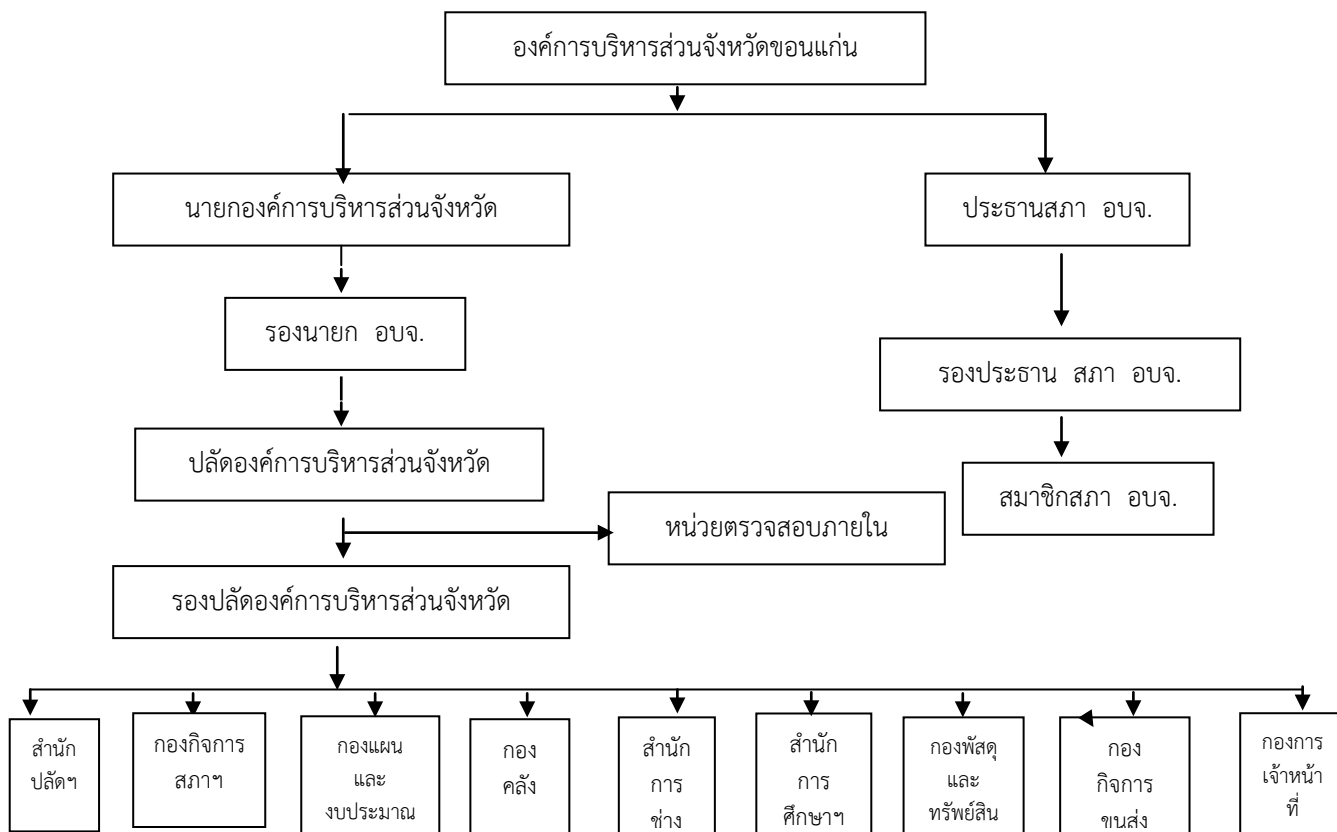 องค์การบริหารส่วนจังหวัดขอนแก่น
นายกองค์การบริหารส่วนจังหวัด
ประธานสภา อบจ.
รองนายก อบจ.
รองประธาน สภา อบจ.
ปลัดองค์การบริหารส่วนจังหวัด
สมาชิกสภา อบจ.
หน่วยตรวจสอบภายใน
รองปลัดองค์การบริหารส่วนจังหวัด
สำนัก
ปลัดฯ
กองกิจการ
สภาฯ
กองแผน
และ
งบประมาณ
กอง
คลัง
สำนัก
การ
ช่าง
สำนัก
การ
ศึกษาฯ
กองพัสดุ
และ
ทรัพย์สิน
กอง
กิจการ
ขนส่ง
กองการ
เจ้าหน้า
ที่